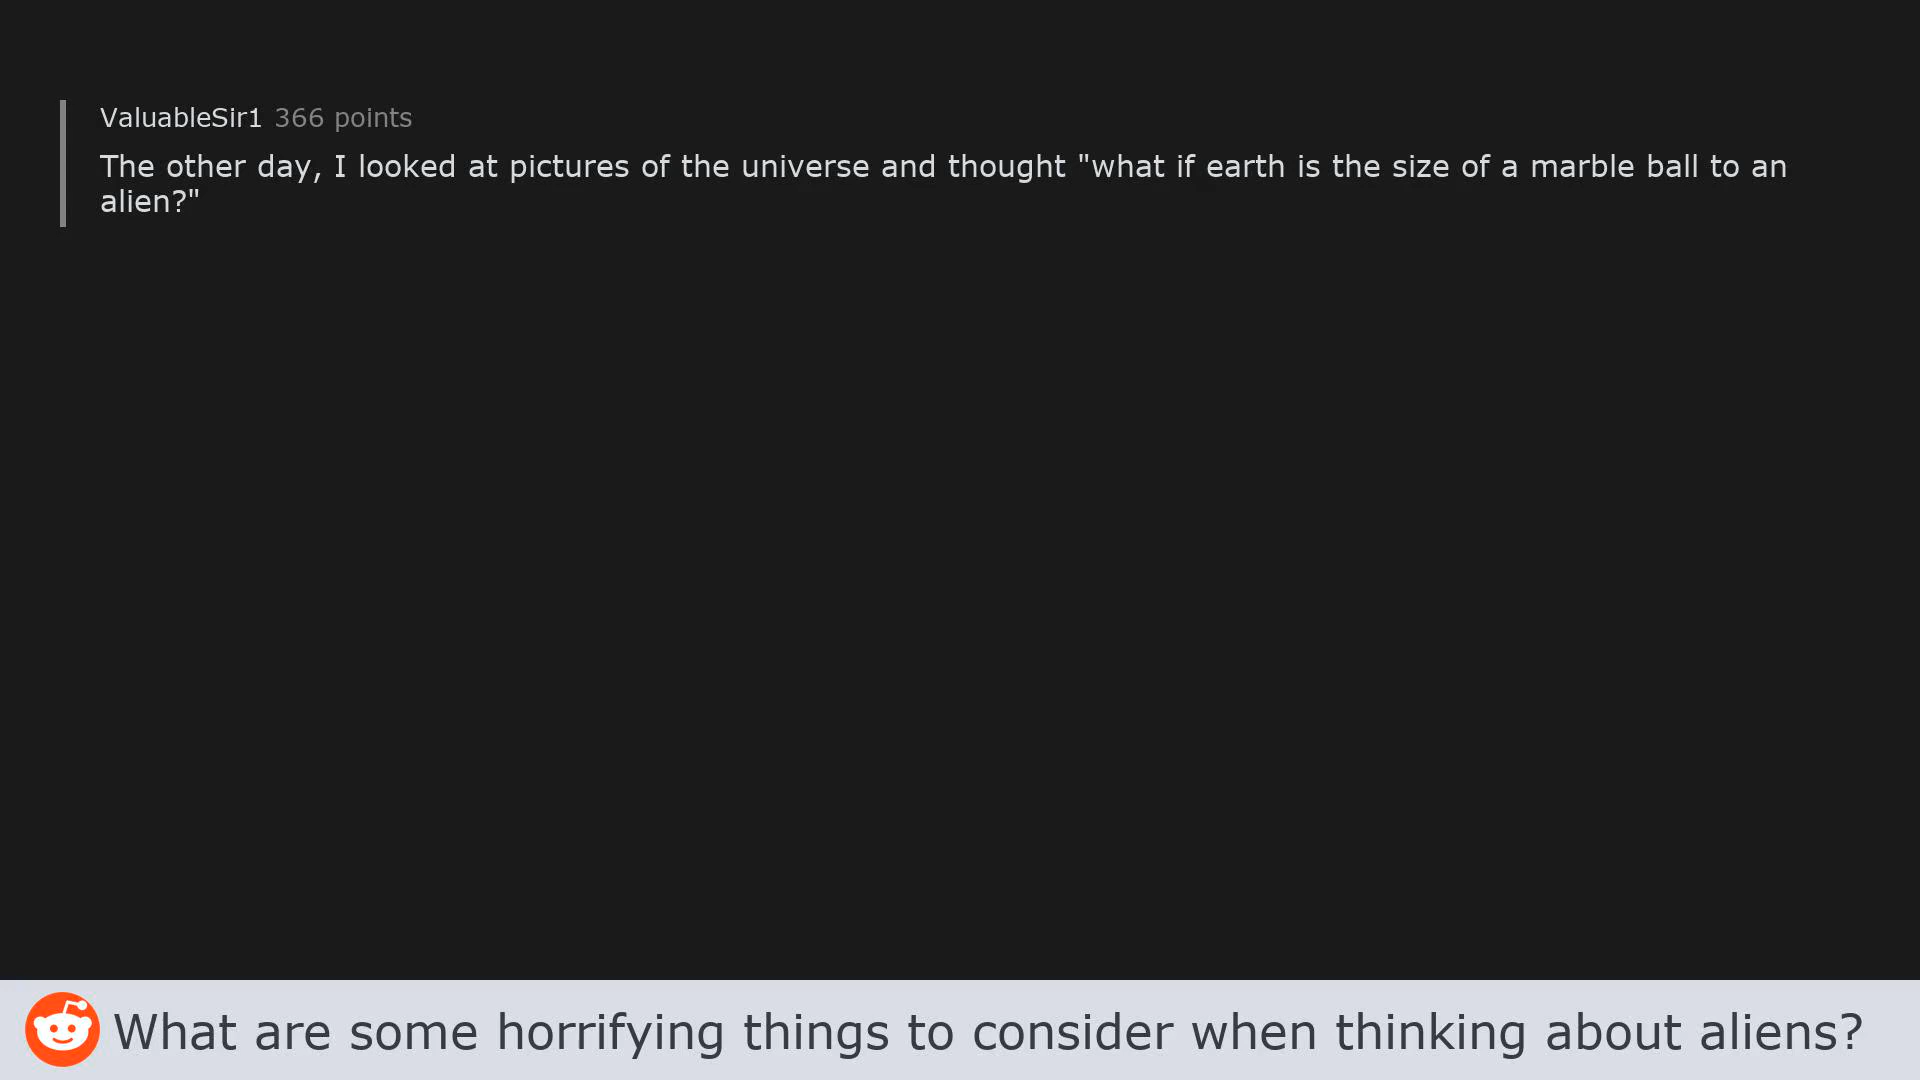 ValuableSir1 366 points
The other day, I looked at pictures of the universe and thought "what if earth is the size of a marble ball to an
alien?"
What are some horrifying things to consider when thinking about aliens?